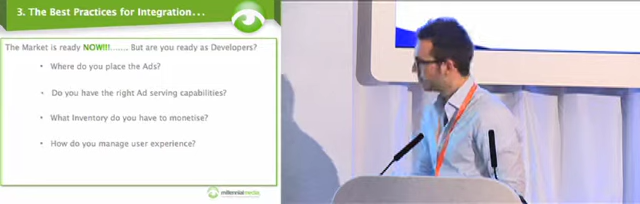 3. The Best Practices for Integration...
The Market is ready NOW!!!...... But are you ready as Developers?
• Where do you place the Ads?
• Do you have the right Ad serving capabilities?
• What Inventory do you have to monetise?
• How do you manage user experience?
millennialmedia